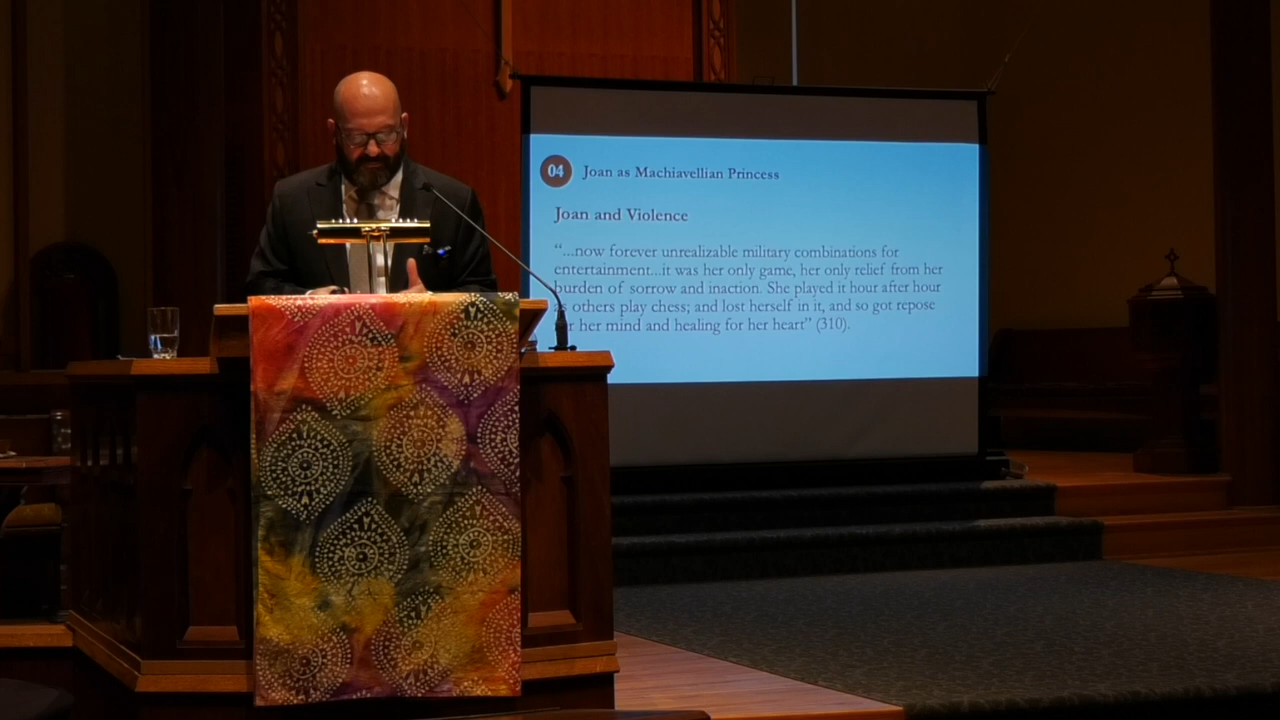 04 Joan as Machiavellian Princess
Joan and Violence
“...now forever unrealizable military combinations for
entertainment...it was her only game, her only relief from her
burden of sorrow and inaction. She played it hour after hour
as others play chess; and lost herself in it, and so got repose
her mind and healing for her heart” (310).